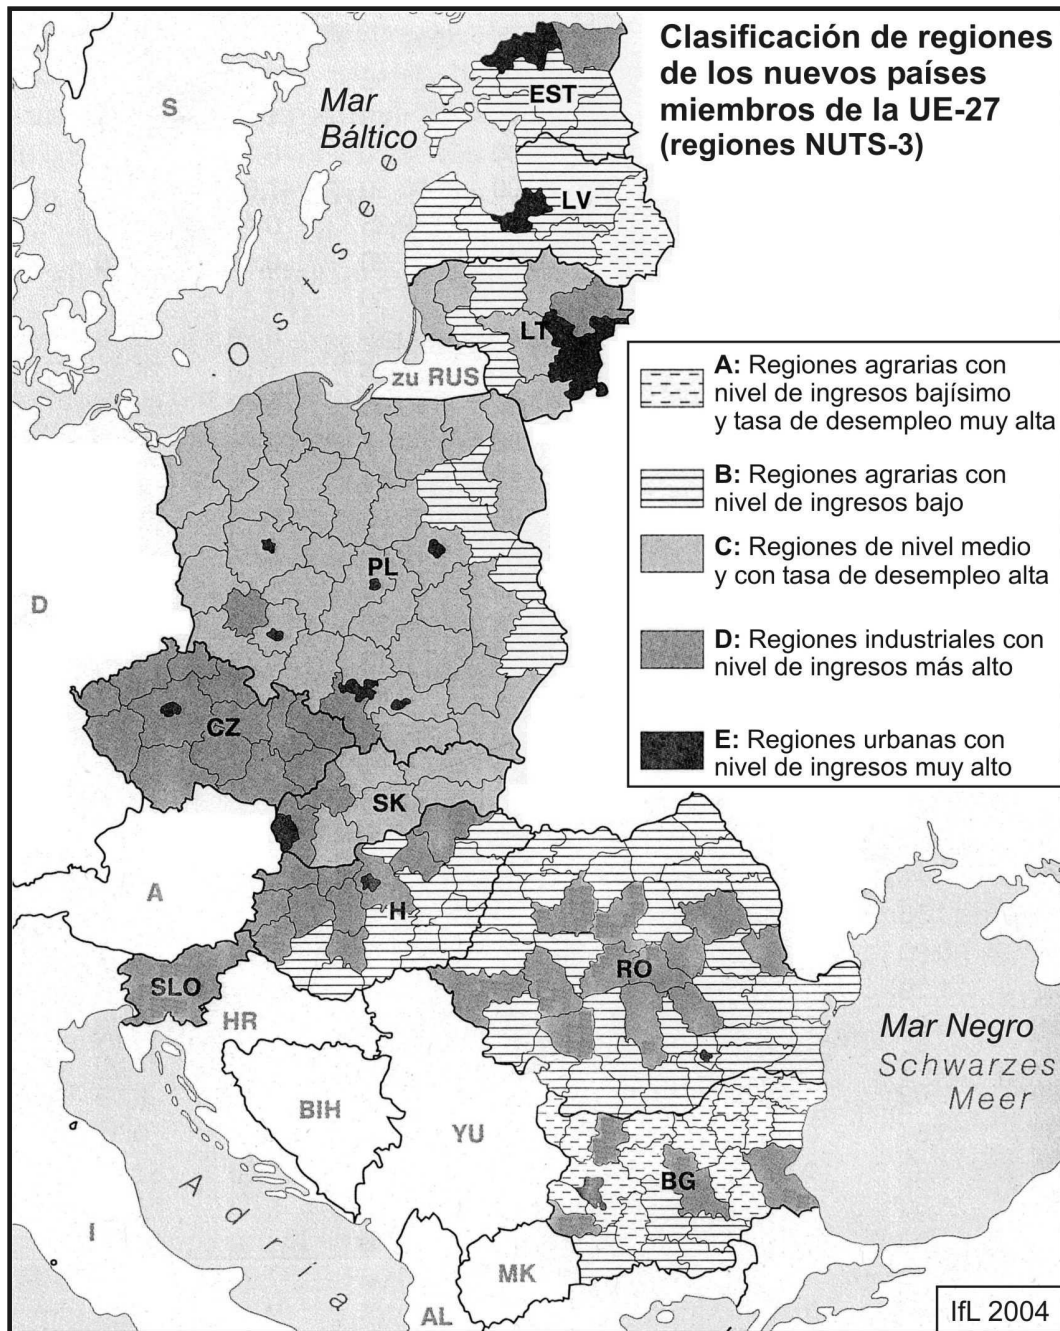 Clasificación de regiones
de los nuevos países
miembros de la UE-27
(regiones NUTS-3)
Mar
Báltico
Ostsee
S
EST
LV
LT
zu RUS
PL
D
CZ
SK
A
H
SLO
HR
RO
BIH
YU
BG
MK
AL
I
Adria
Mar Negro
Schwarzes
Meer
A: Regiones agrarias con
nivel de ingresos bajísimo
y tasa de desempleo muy alta
B: Regiones agrarias con
nivel de ingresos bajo
C: Regiones de nivel medio
y con tasa de desempleo alta
D: Regiones industriales con
nivel de ingresos más alto
E: Regiones urbanas con
nivel de ingresos muy alto
IfL 2004